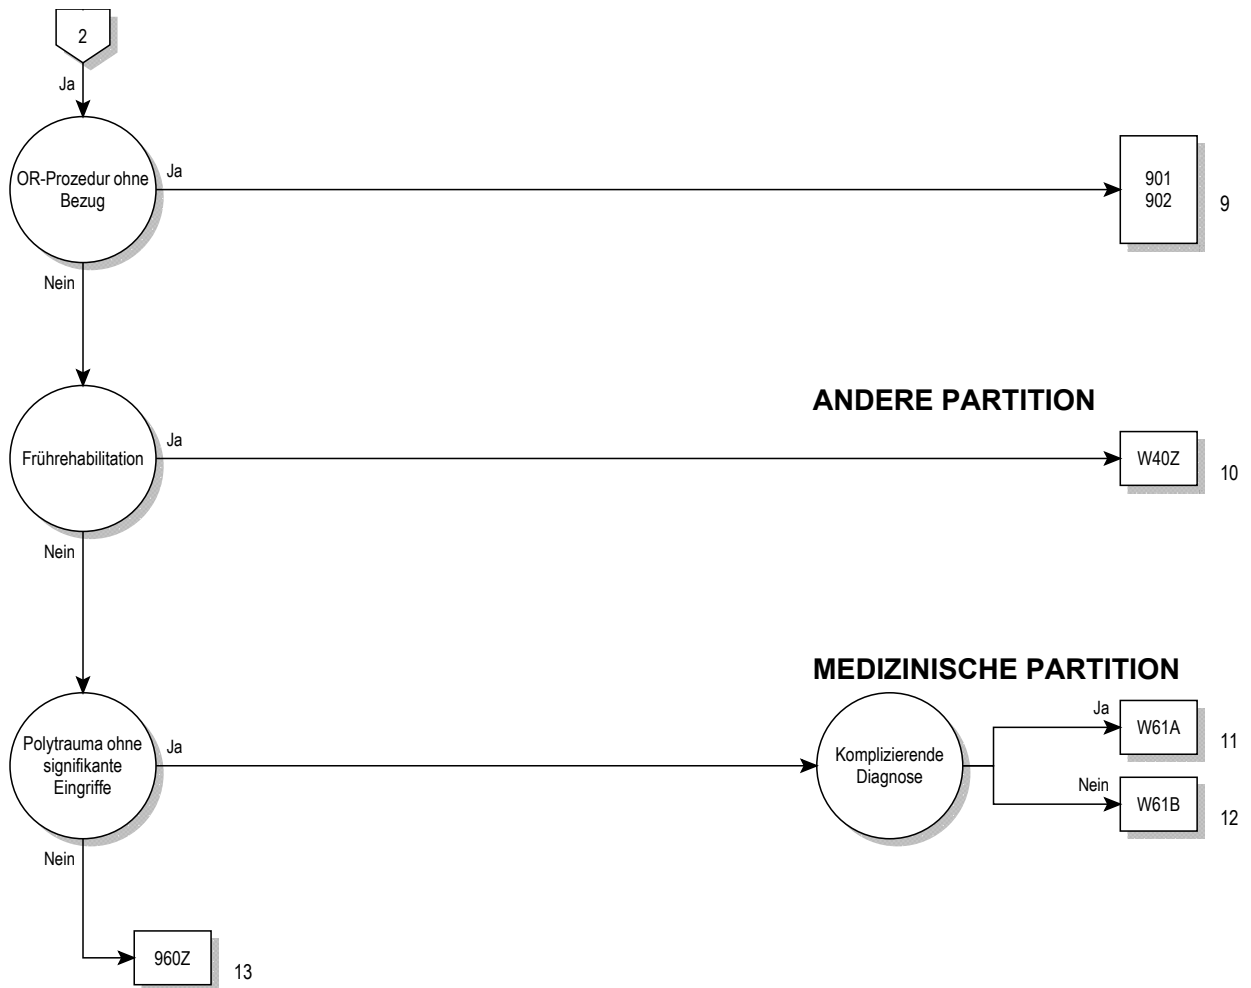 2
Ja
OR-Prozedur ohne
Bezug
Ja
901
902
9
Nein
ANDERE PARTITION
Frührehabilitation
Ja
W40Z
10
Nein
MEDIZINISCHE PARTITION
Polytrauma ohne
signifikante
Eingriffe
Ja
Komplizierende
Diagnose
Ja
W61A
11
Nein
W61B
12
Nein
960Z
13